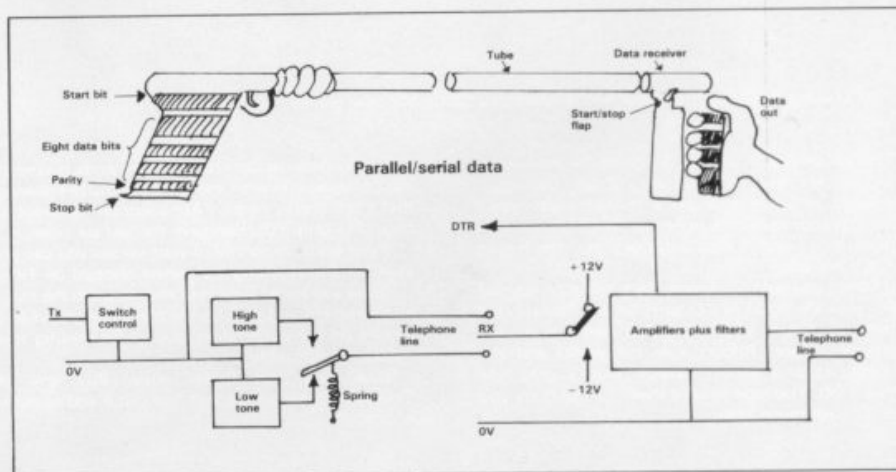 Tube
Data receiver
Start bit
Start/stop
flap
Data
out
Eight data bits
Parallel/serial data
Parity
Stop bit
DTR
+12V
Tx
Switch
control
High
tone
Telephone
line
RX
Amplifiers plus filters
Telephone
line
0V
Low
tone
Spring
-12V
0V